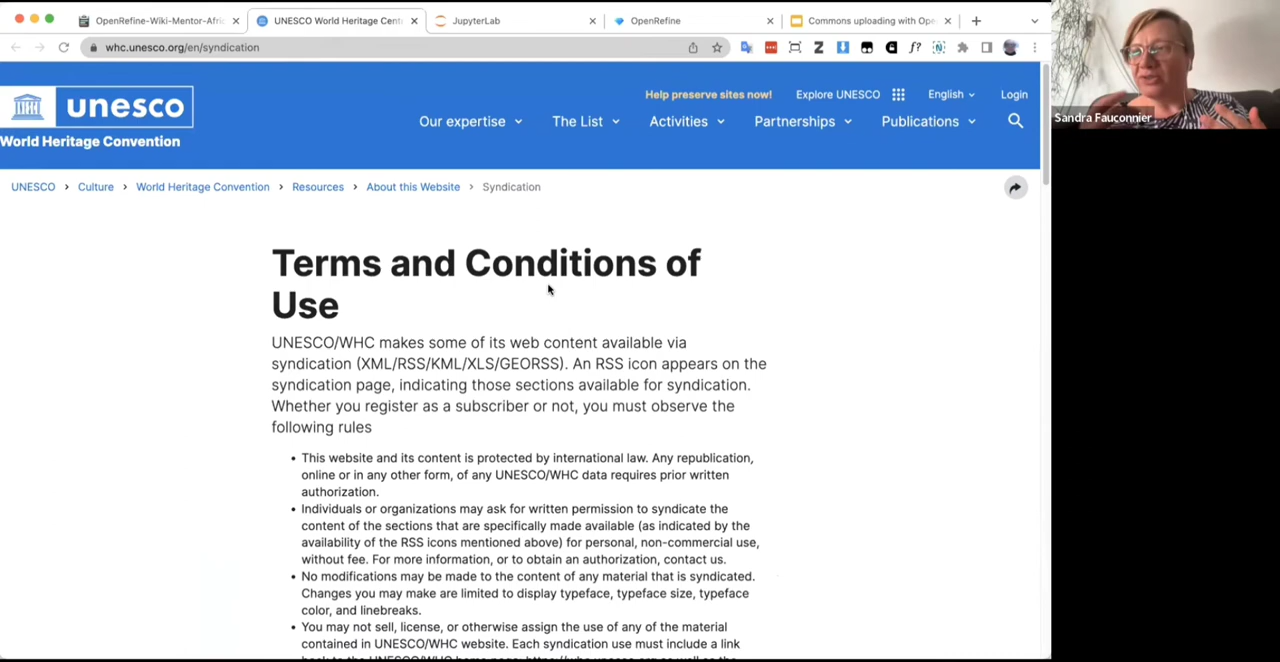 OpenRefine-Wiki-Mentor-Afric
UNESCO World Heritage Cent
JupyterLab
OpenRefine
Commons uploading with Ope
whc.unesco.org/en/syndication
Sandra Fauconnier
unesco
World Heritage Convention
Help preserve sites now!
Explore UNESCO
English
Login
Our expertise
The List
Activities
Partnerships
Publications
UNESCO > Culture > World Heritage Convention > Resources > About this Website > Syndication
Terms and Conditions of
Use
UNESCO/WHC makes some of its web content available via
syndication (XML/RSS/KML/XLS/GEORSS). An RSS icon appears on the
syndication page, indicating those sections available for syndication.
Whether you register as a subscriber or not, you must observe the
following rules
• This website and its content is protected by international law. Any republication,
online or in any other form, of any UNESCO/WHC data requires prior written
authorization.
• Individuals or organizations may ask for written permission to syndicate the
content of the sections that are specifically made available (as indicated by the
availability of the RSS icons mentioned above) for personal, non-commercial use,
without fee. For more information, or to obtain an authorization, contact us.
• No modifications may be made to the content of any material that is syndicated.
Changes you may make are limited to display typeface, typeface size, typeface
color, and linebreaks.
• You may not sell, license, or otherwise assign the use of any of the material
contained in UNESCO/WHC website. Each syndication use must include a link